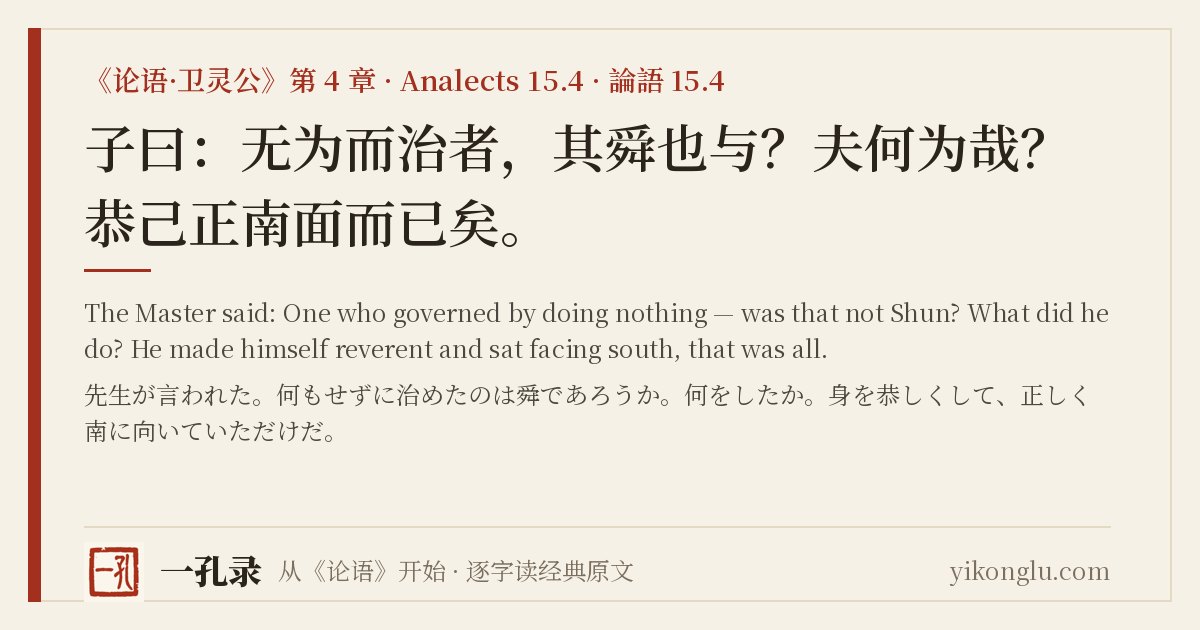 《论语·卫灵公》第 4 章 · Analects 15.4 · 論語 15.4
子曰：无为而治者，其舜也与？夫何为哉？
恭己正南面而已矣。
The Master said: One who governed by doing nothing — was that not Shun? What did he
do? He made himself reverent and sat facing south, that was all.
先生が言われた。何もせずに治めたのは舜であろうか。何をしたか。身を恭しくして、正しく
南に向いていただけだ。
一孔 一孔录 从《论语》开始 · 逐字读经典原文 yikonglu.com